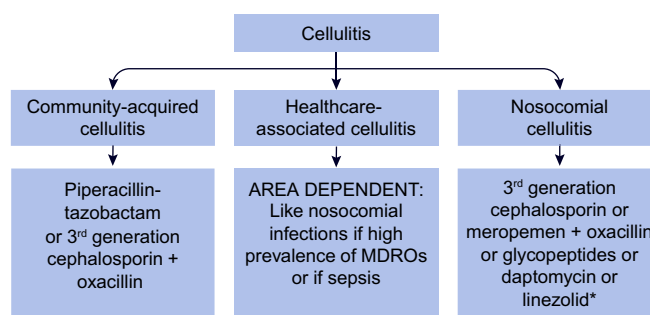 Cellulitis
Community-acquired
cellulitis
Healthcare-
associated cellulitis
Nosocomial
cellulitis
Piperacillin-
tazobactam
or 3rd generation
cephalosporin +
oxacillin
AREA DEPENDENT:
Like nosocomial
infections if high
prevalence of MDROs
or if sepsis
3rd generation
cephalosporin or
meropemen + oxacillin
or glycopeptides or
daptomycin or
linezolid*